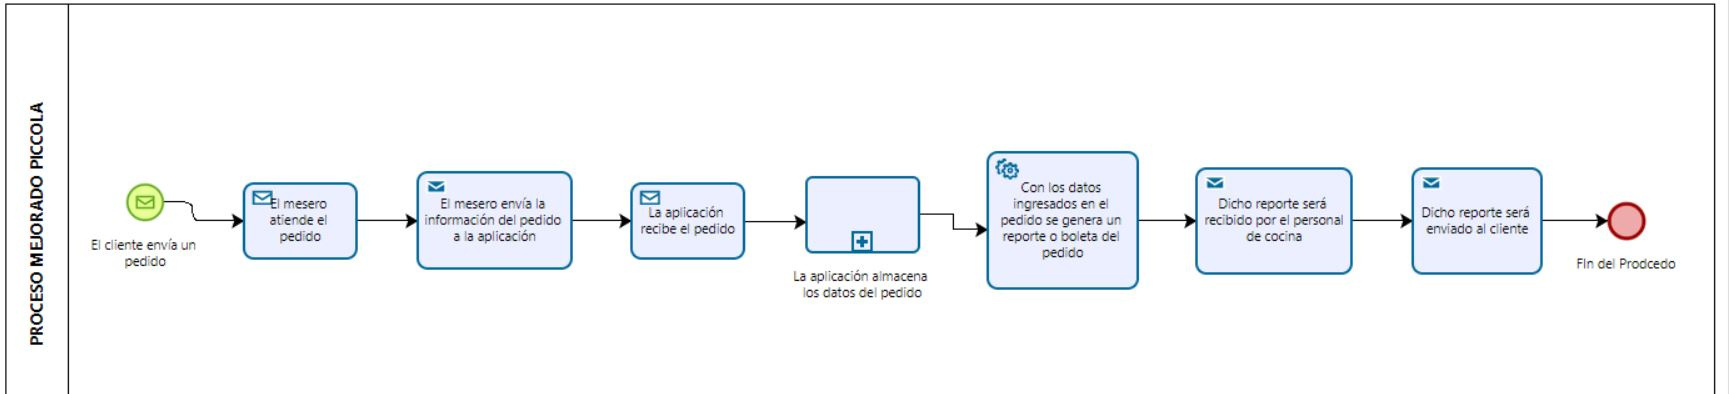 PROCESO MEJORADO PICCOLA
El cliente envía un
pedido
El mesero
atiende el
pedido
El mesero envía la
información del pedido
a la aplicación
La aplicación
recibe el pedido
La aplicación almacena
los datos del pedido
Con los datos
ingresados en el
pedido se genera un
reporte o boleta del
pedido
Dicho reporte será
recibido por el personal
de cocina
Dicho reporte será
enviado al cliente
FIn del Prodcedo